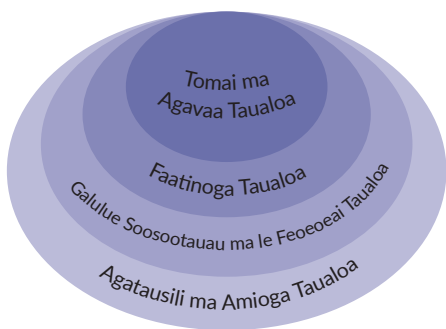 Tomai ma
Agavaa Taualoa
Faatinoga Taualoa
Galulue Soosootauau ma le Feoeoeai Taualoa
Agatausili ma Amioga Taualoa